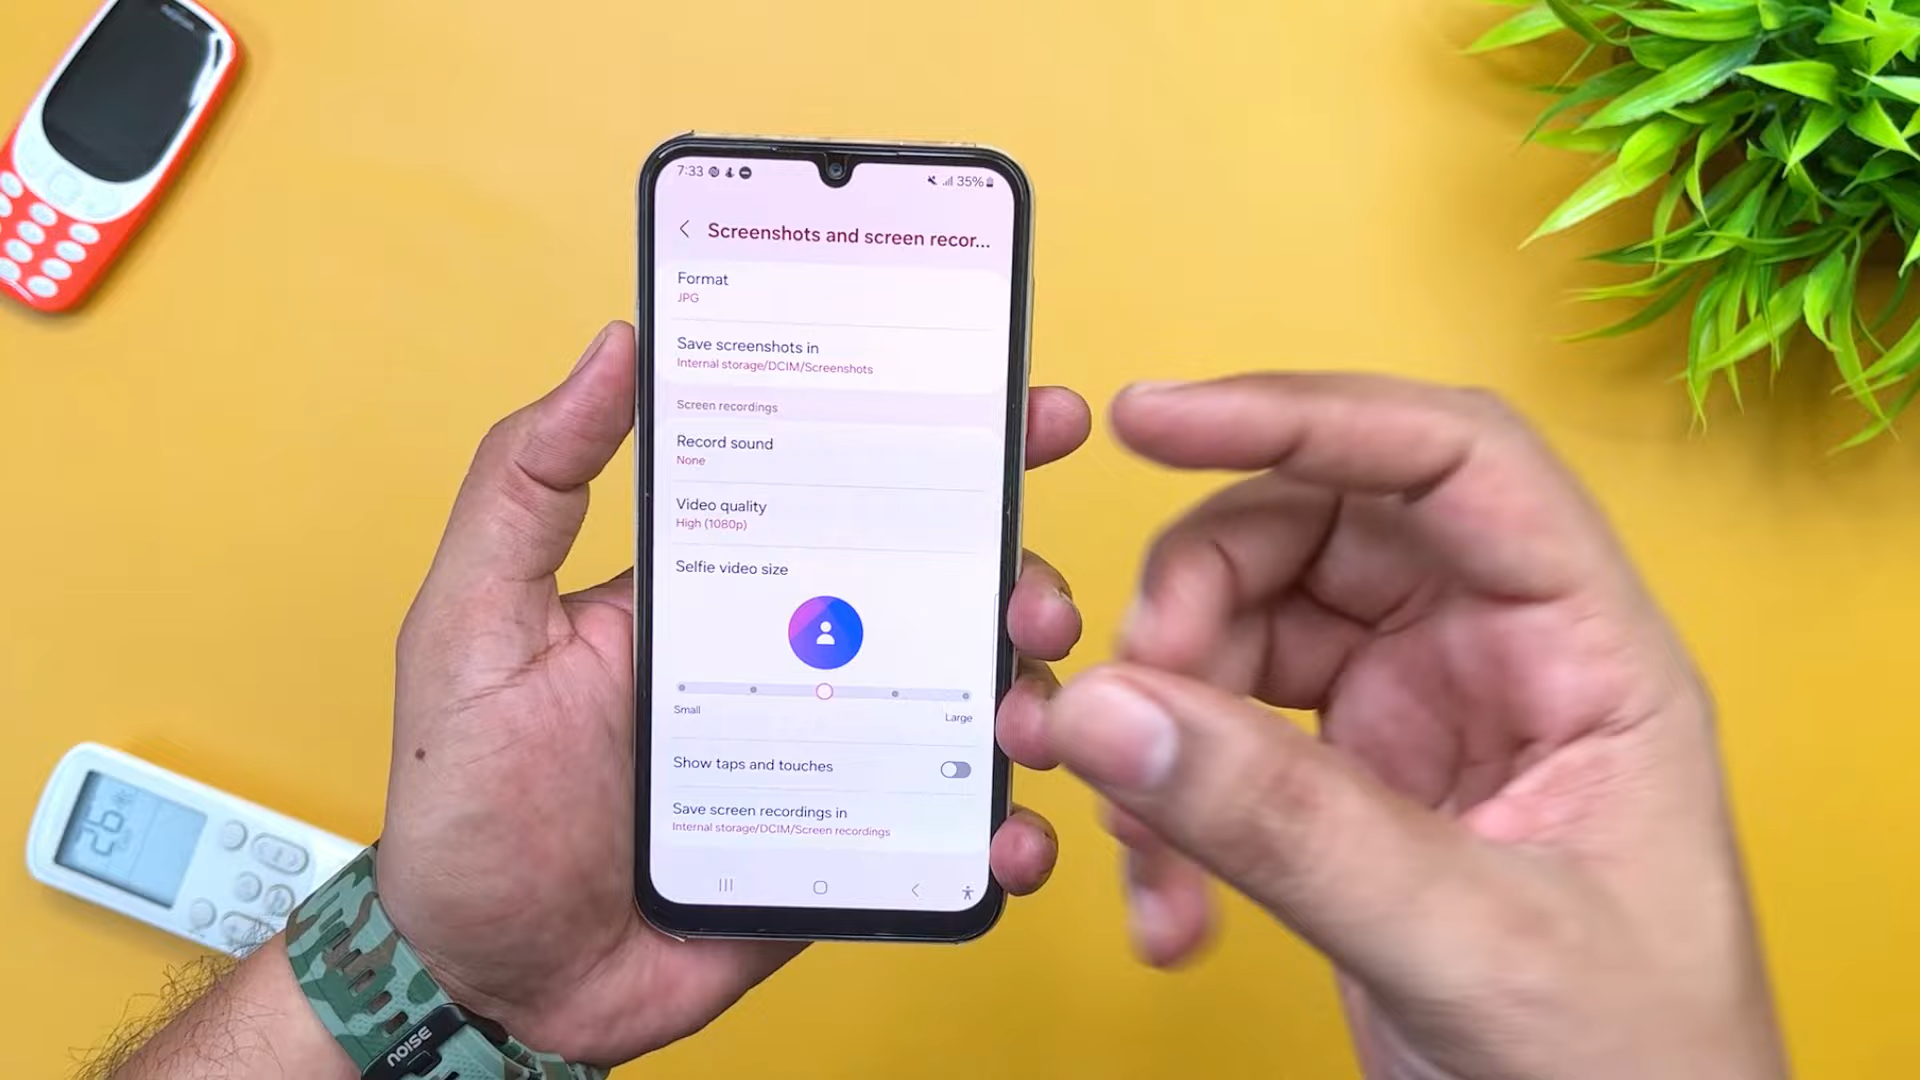 NOKIA
7:33
35%
Screenshots and screen recor...
Format
JPG
Save screenshots in
Internal storage/DCIM/Screenshots
Screen recordings
Record sound
None
Video quality
High (1080p)
Selfie video size
Small
Large
Show taps and touches
Save screen recordings in
Internal storage/DCIM/Screen recordings
26
noise